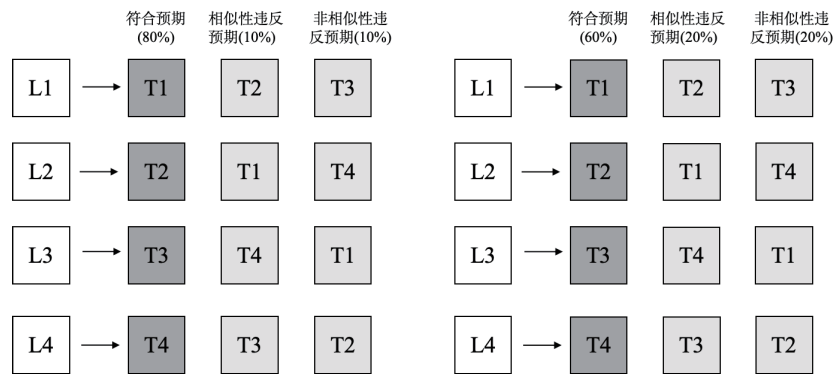 符合预期
(80%)
相似性违反
预期(10%)
非相似性违
反预期(10%)
符合预期
(60%)
相似性违反
预期(20%)
非相似性违
反预期(20%)
L1 T1 T2 T3 L1 T1 T2 T3
L2 T2 T1 T4 L2 T2 T1 T4
L3 T3 T4 T1 L3 T3 T4 T1
L4 T4 T3 T2 L4 T4 T3 T2